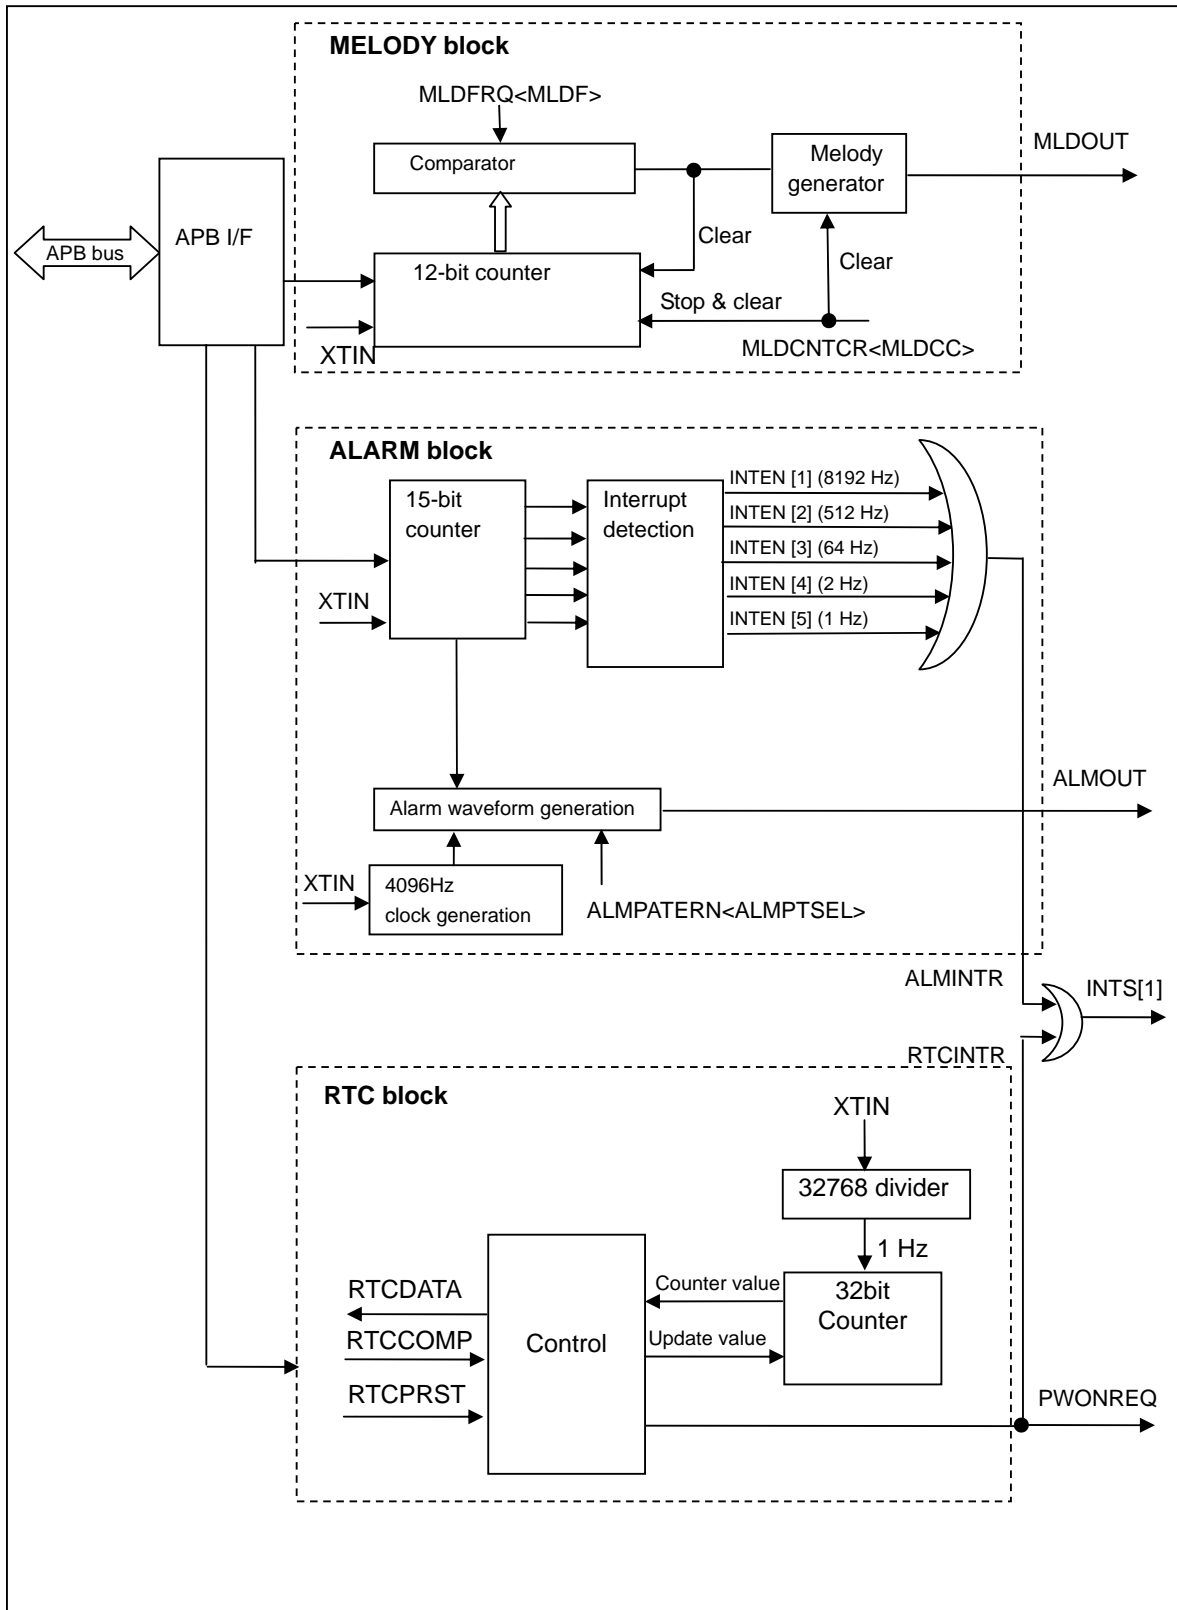 MELODY block
MLDFRQ<MLDF>
Comparator
Melody
generator
MLDOUT
APB I/F
APB bus
Clear
12-bit counter
Clear
Stop & clear
XTIN
MLDCNTCR<MLDCC>
ALARM block
15-bit
counter
Interrupt
detection
INTEN [1] (8192 Hz)
INTEN [2] (512 Hz)
INTEN [3] (64 Hz)
INTEN [4] (2 Hz)
INTEN [5] (1 Hz)
XTIN
ALMOUT
Alarm waveform generation
XTIN
4096Hz
clock generation
ALMPATERN<ALMPTSEL>
ALMINTR
INTS[1]
RTCINTR
RTC block
XTIN
32768 divider
1 Hz
RTCDATA
Counter value
32bit
Counter
RTCCOMP
Control
Update value
RTCPRST
PWONREQ